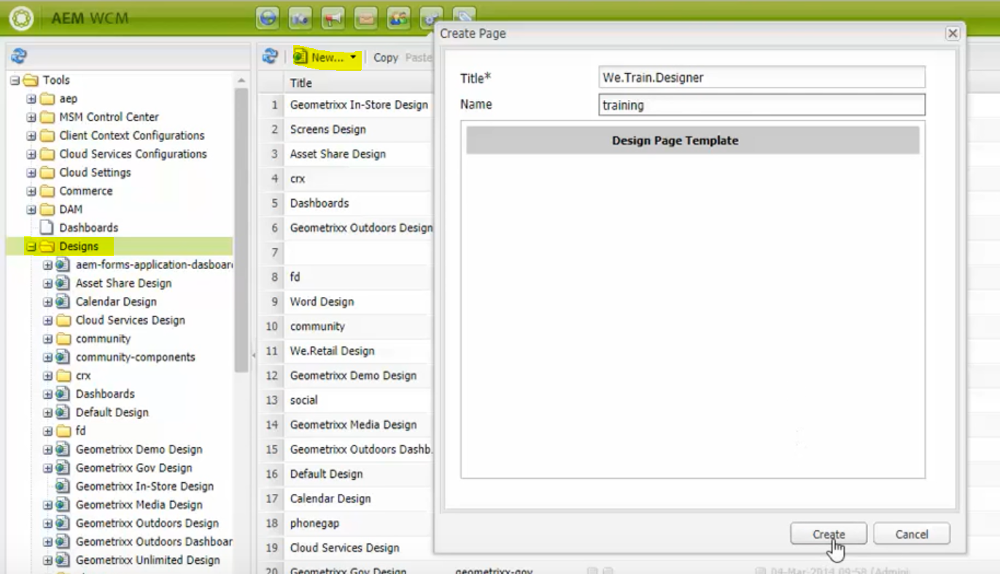 AEM WCM
Create Page
New...
Copy
Paste
Title*
We.Train.Designer
Name
training
Design Page Template
Create
Cancel
Tools
aep
MSM Control Center
Client Context Configurations
Cloud Services Configurations
Cloud Settings
Commerce
DAM
Dashboards
Designs
aem-forms-application-dasboar
Asset Share Design
Calendar Design
Cloud Services Design
community
community-components
crx
Dashboards
Default Design
fd
Geometrixx Demo Design
Geometrixx Gov Design
Geometrixx In-Store Design
Geometrixx Media Design
Geometrixx Outdoors Design
Geometrixx Outdoors Dashboar
Geometrixx Unlimited Design
Title
1 Geometrixx In-Store Design
2 Screens Design
3 Asset Share Design
4 crx
5 Dashboards
6 Geometrixx Outdoors Design
7
8 fd
9 Word Design
10 community
11 We.Retail Design
12 Geometrixx Demo Design
13 social
14 Geometrixx Media Design
15 Geometrixx Outdoors Dashb.
16 Default Design
17 Calendar Design
18 phonegap
19 Cloud Services Design
20 Geometrixx Gov Design geometrixx-gov 04-Mar-2014 09:58 (Admini